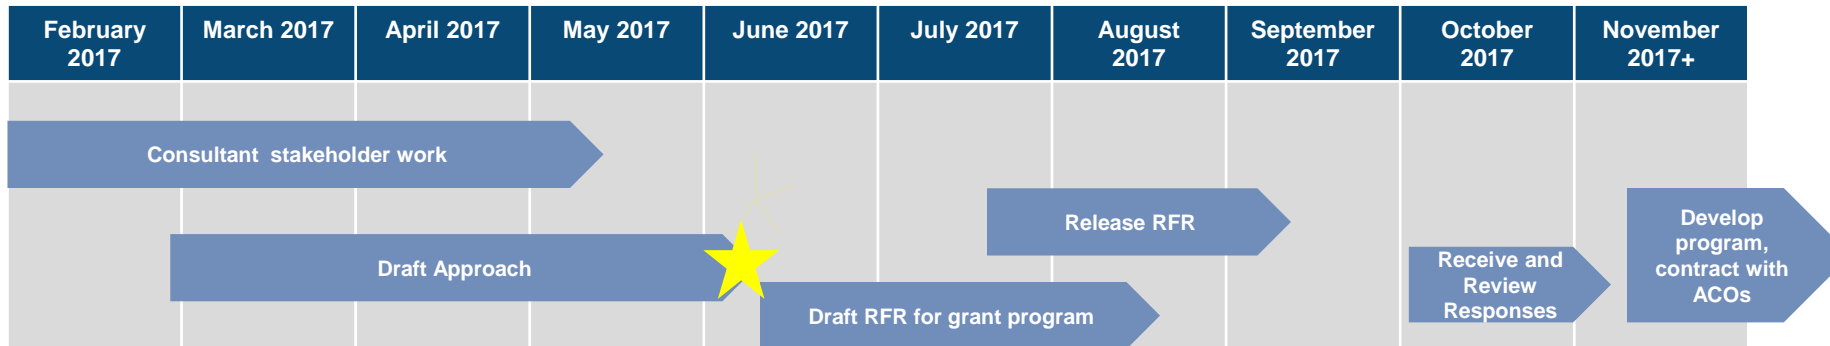 February
2017
March 2017
April 2017
May 2017
June 2017
July 2017
August
2017
September
2017
October
2017
November
2017+
Consultant stakeholder work
Draft Approach
Draft RFR for grant program
Release RFR
Receive and
Review
Responses
Develop
program,
contract with
ACOs